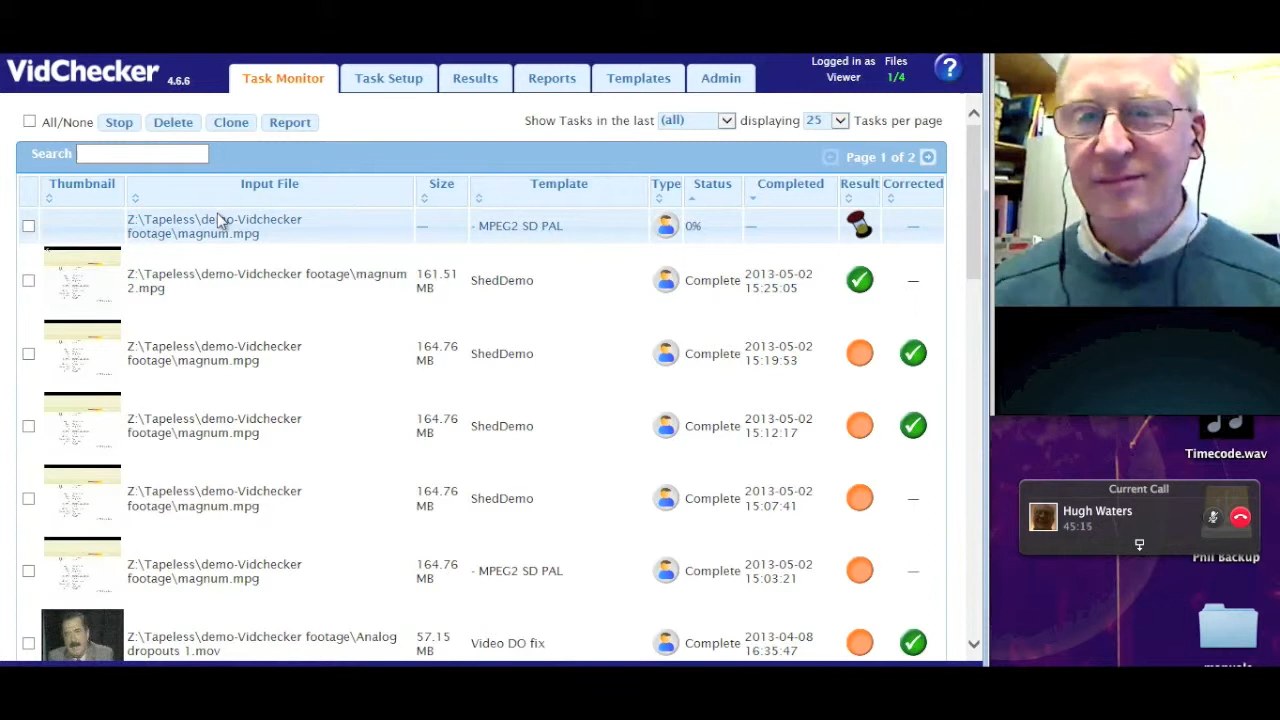 VidChecker 4.6.6
Task Monitor
Task Setup
Results
Reports
Templates
Admin
Logged in as
Viewer
Files
1/4
?
All/None
Stop
Delete
Clone
Report
Show Tasks in the last (all) displaying 25 Tasks per page
Search
Page 1 of 2
Thumbnail
Input File
Size
Template
Type
Status
Completed
Result
Corrected
Z:\Tapeless\demo-Vidchecker
footage\magnum.mpg
—
- MPEG2 SD PAL
0%
—
—
Z:\Tapeless\demo-Vidchecker footage\magnum
2.mpg
161.51
MB
ShedDemo
Complete
2013-05-02
15:25:05
—
Z:\Tapeless\demo-Vidchecker
footage\magnum.mpg
164.76
MB
ShedDemo
Complete
2013-05-02
15:19:53
Z:\Tapeless\demo-Vidchecker
footage\magnum.mpg
164.76
MB
ShedDemo
Complete
2013-05-02
15:12:17
Z:\Tapeless\demo-Vidchecker
footage\magnum.mpg
164.76
MB
ShedDemo
Complete
2013-05-02
15:07:41
—
Z:\Tapeless\demo-Vidchecker
footage\magnum.mpg
164.76
MB
- MPEG2 SD PAL
Complete
2013-05-02
15:03:21
—
Z:\Tapeless\demo-Vidchecker footage\Analog
dropouts 1.mov
57.15
MB
Video DO fix
Complete
2013-04-08
16:35:47
Timecode.wav
Current Call
Hugh Waters
45:15
Phil Backup
manuals